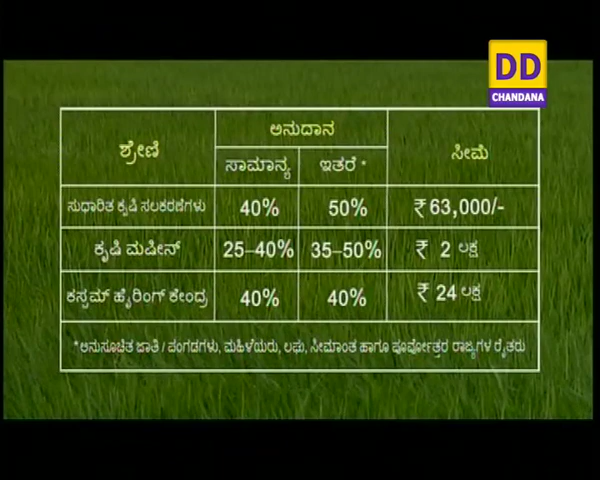 DD
CHANDANA
ಶ್ರೇಣಿ ಅನುದಾನ ಸೀಮೆ
ಸಾಮಾನ್ಯ ಇತರೆ *
ಸುಧಾರಿತ ಕೃಷಿ ಸಲಕರಣೆಗಳು 40% 50% ₹ 63,000/-
ಕೃಷಿ ಮಷೀನ್ 25–40% 35–50% ₹ 2 ಲಕ್ಷ
ಕಸ್ಟಮ್ ಹೈರಿಂಗ್ ಕೇಂದ್ರ 40% 40% ₹ 24 ಲಕ್ಷ
*ಅನುಸೂಚಿತ ಜಾತಿ / ಪಂಗಡಗಳು, ಮಹಿಳೆಯರು, ಲಘು, ಸೀಮಾಂತ ಹಾಗೂ ಪೂರ್ವೋತ್ತರ ರಾಜ್ಯಗಳ ರೈತರು